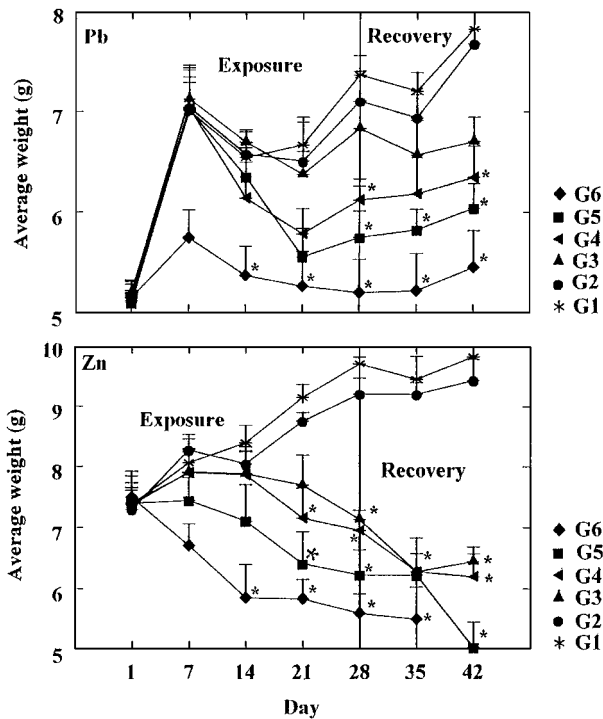 8
Pb
Recovery
Exposure
7
Average weight (g)
6
5
G6
G5
G4
G3
G2
G1
* * * * * * * * * * *
10
Zn
9
Exposure
8
Recovery
Average weight (g)
7
6
5
G6
G5
G4
G3
G2
G1
* * * * * * * * * * * * *
1 7 14 21 28 35 42
Day